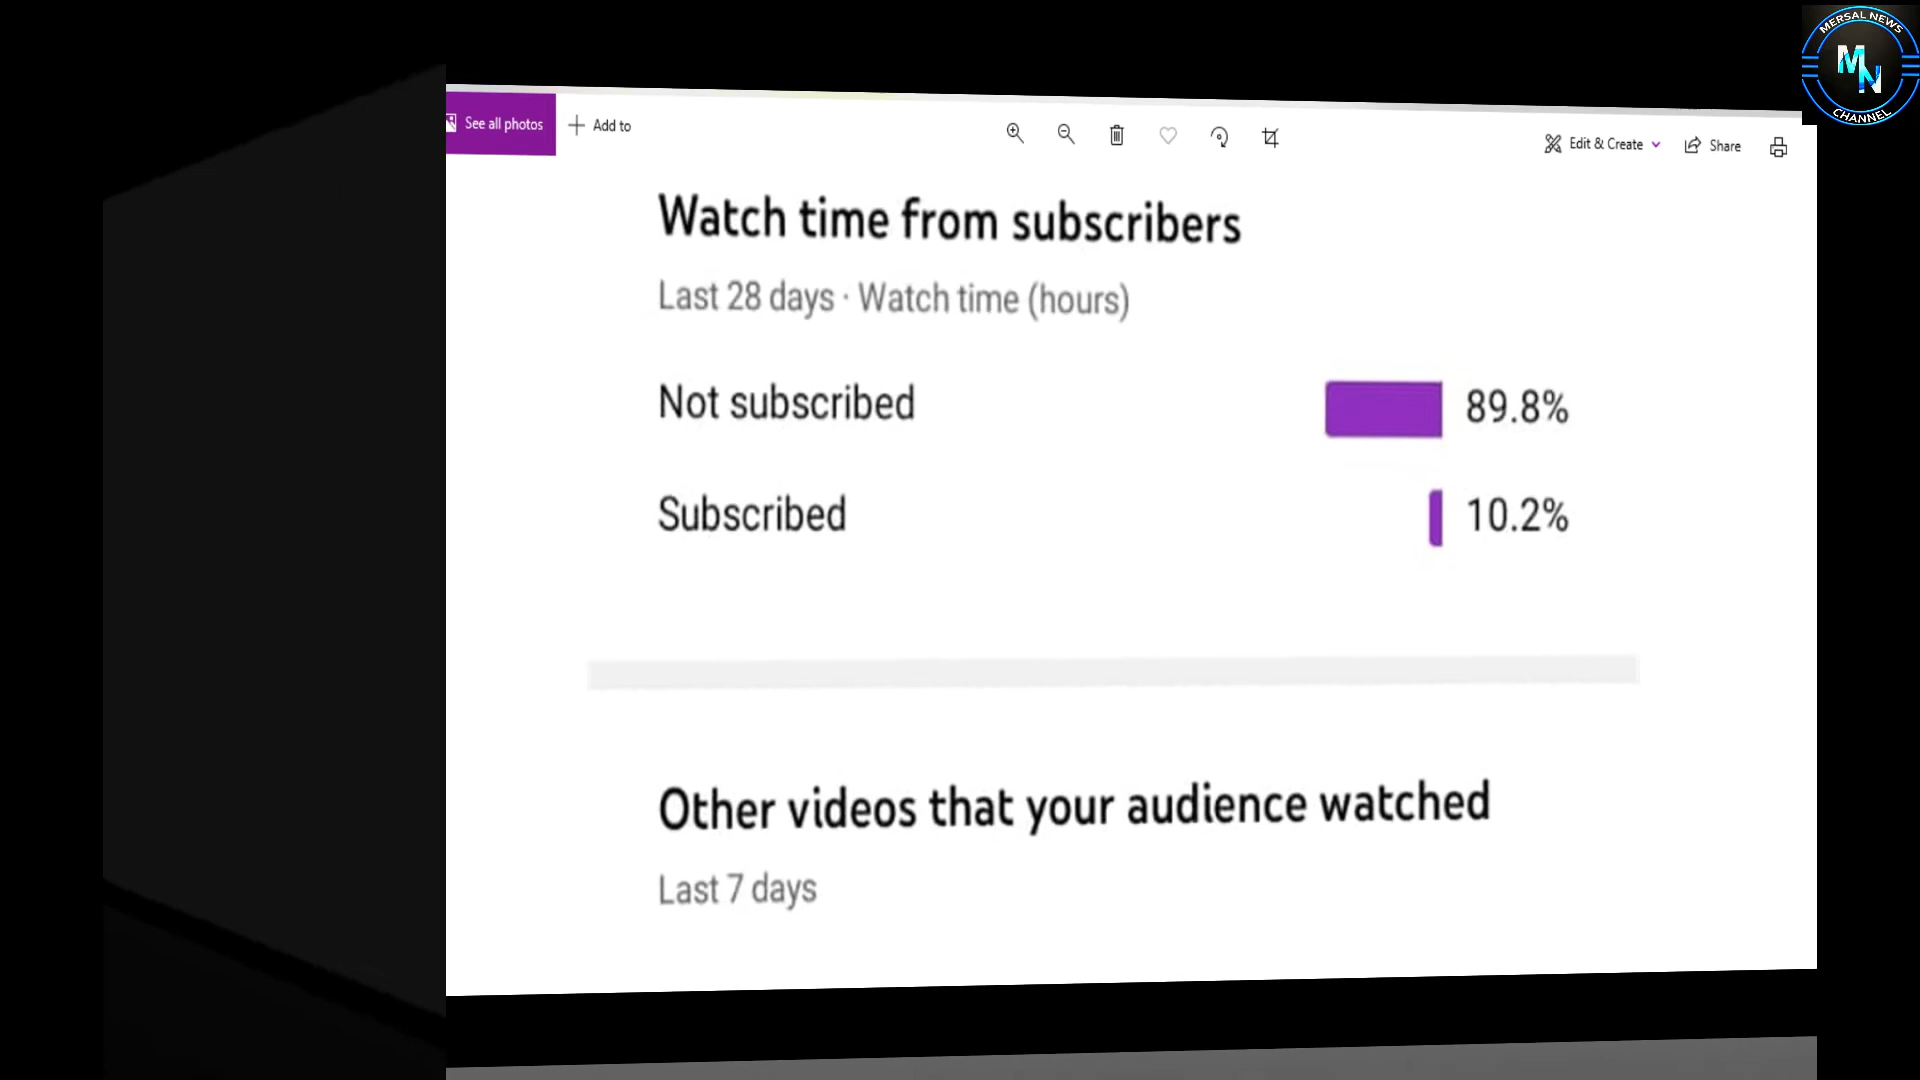 MERSAL NEWS
MN
CHANNEL
See all photos
Add to
Edit & Create
Share
Watch time from subscribers
Last 28 days · Watch time (hours)
Not subscribed 89.8%
Subscribed 10.2%
Other videos that your audience watched
Last 7 days